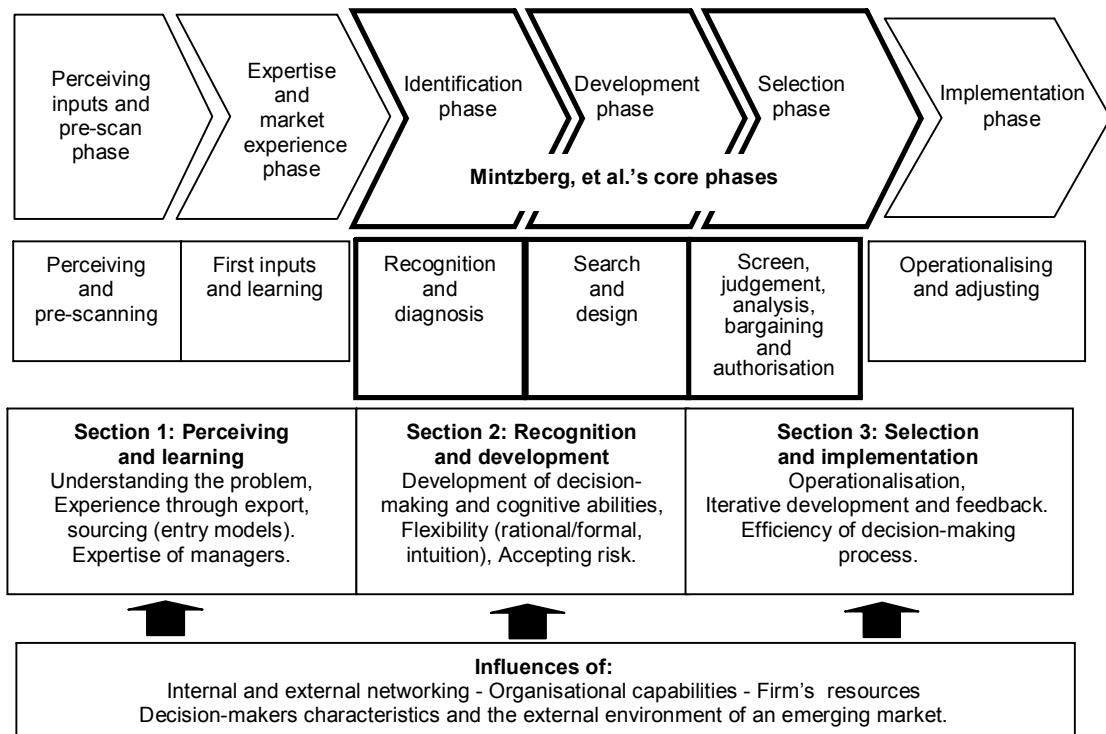 Perceiving
inputs and
pre-scan
phase
Expertise
and
market
experience
phase
Identification
phase
Development
phase
Selection
phase
Implementation
phase
Mintzberg, et al.'s core phases
Perceiving
and
pre-scanning
First inputs
and learning
Recognition
and
diagnosis
Search
and
design
Screen,
judgement,
analysis,
bargaining
and
authorisation
Operationalising
and adjusting
Section 1: Perceiving
and learning
Understanding the problem,
Experience through export,
sourcing (entry models).
Expertise of managers.
Section 2: Recognition
and development
Development of decision-
making and cognitive abilities,
Flexibility (rational/formal,
intuition), Accepting risk.
Section 3: Selection
and implementation
Operationalisation,
Iterative development and feedback.
Efficiency of decision-making
process.
Influences of:
Internal and external networking - Organisational capabilities - Firm's resources
Decision-makers characteristics and the external environment of an emerging market.